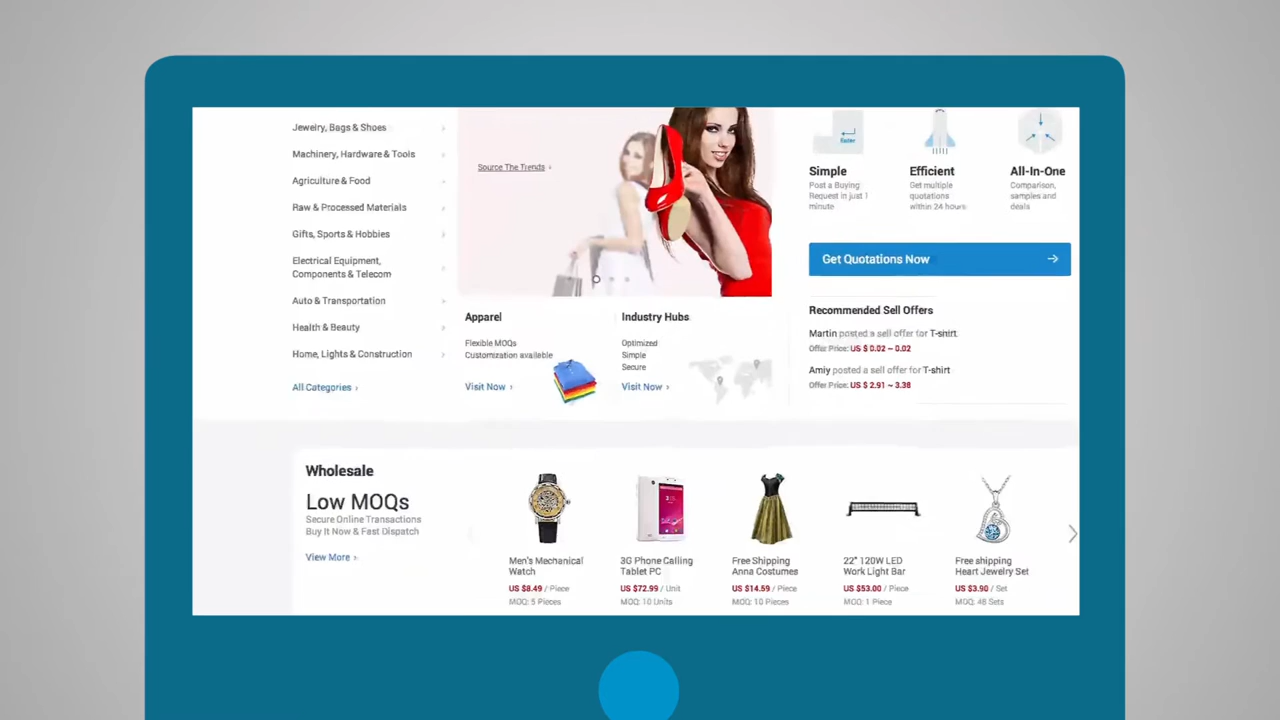 Jewelry, Bags & Shoes
Machinery, Hardware & Tools
Agriculture & Food
Raw & Processed Materials
Gifts, Sports & Hobbies
Electrical Equipment,
Components & Telecom
Auto & Transportation
Health & Beauty
Home, Lights & Construction
All Categories ›
Source The Trends ›
Apparel
Flexible MOQs
Customization available
Visit Now ›
Industry Hubs
Optimized
Simple
Secure
Visit Now ›
Enter
Simple
Post a Buying
Request in just 1
minute
Efficient
Get multiple
quotations
within 24 hours
All-In-One
Comparison,
samples and
deals
Get Quotations Now →
Recommended Sell Offers
Martin posted a sell offer for T-shirt
Offer Price: US $ 0.02 ~ 0.02
Amiy posted a sell offer for T-shirt
Offer Price: US $ 2.91 ~ 3.38
Wholesale
Low MOQs
Secure Online Transactions
Buy It Now & Fast Dispatch
View More ›
Men's Mechanical
Watch
US $8.49 / Piece
MOQ: 5 Pieces
3G Phone Calling
Tablet PC
US $72.99 / Unit
MOQ: 10 Units
Free Shipping
Anna Costumes
US $14.59 / Piece
MOQ: 10 Pieces
22" 120W LED
Work Light Bar
US $53.00 / Piece
MOQ: 1 Piece
Free shipping
Heart Jewelry Set
US $3.90 / Set
MOQ: 48 Sets